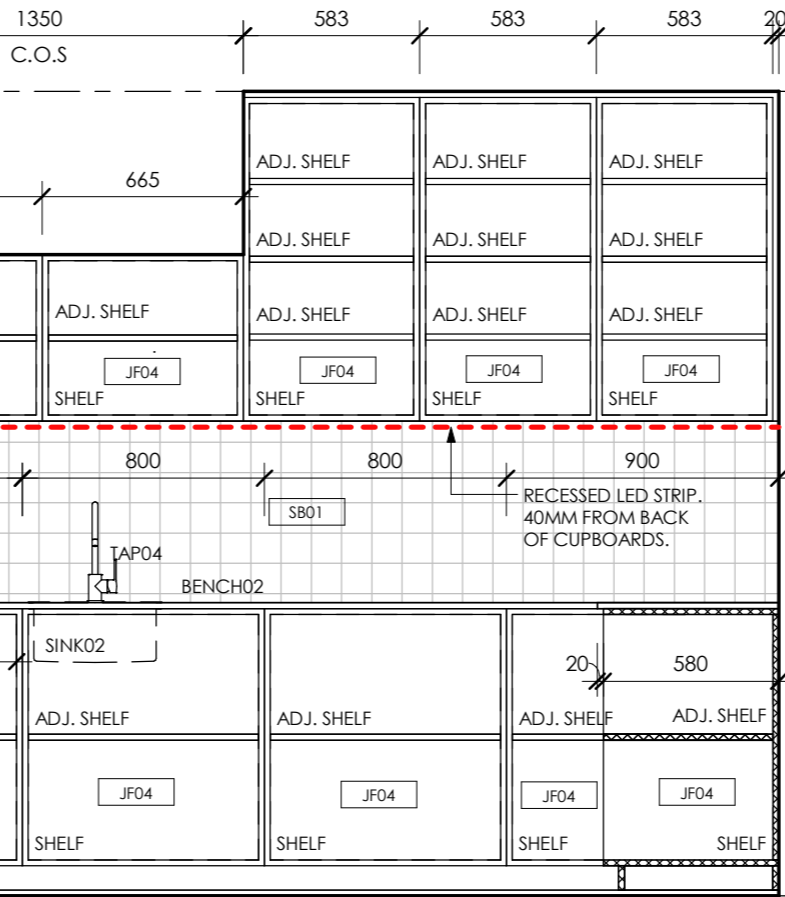 1350
583
583
583
20
C.O.S
ADJ. SHELF
ADJ. SHELF
ADJ. SHELF
665
ADJ. SHELF
ADJ. SHELF
ADJ. SHELF
ADJ. SHELF
ADJ. SHELF
ADJ. SHELF
ADJ. SHELF
JF04
JF04
JF04
JF04
SHELF
SHELF
SHELF
SHELF
800
800
900
RECESSED LED STRIP.
40MM FROM BACK
OF CUPBOARDS.
SB01
TAP04
BENCH02
SINK02
20
580
ADJ. SHELF
ADJ. SHELF
ADJ. SHELF
ADJ. SHELF
JF04
JF04
JF04
JF04
SHELF
SHELF
SHELF
SHELF